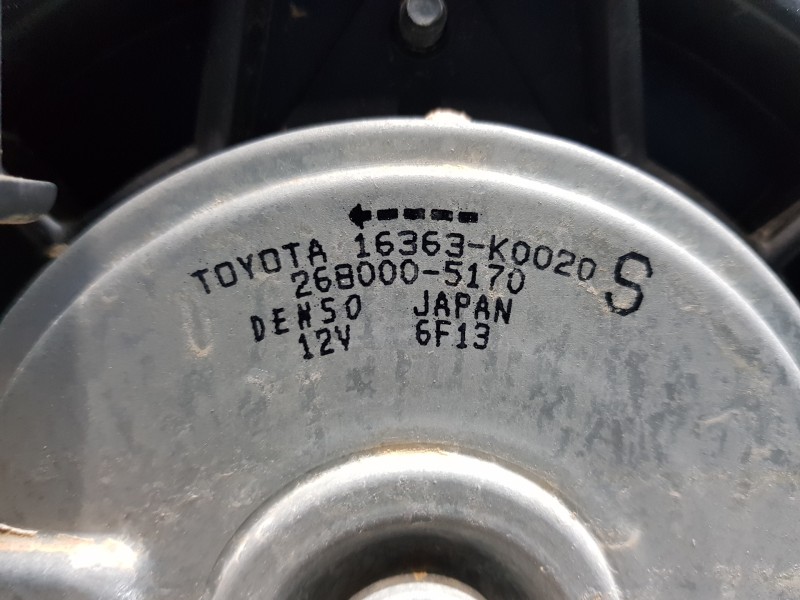 TOYOTA 16363-K0020 S
268000-5170
DENSO JAPAN
12V 6F13